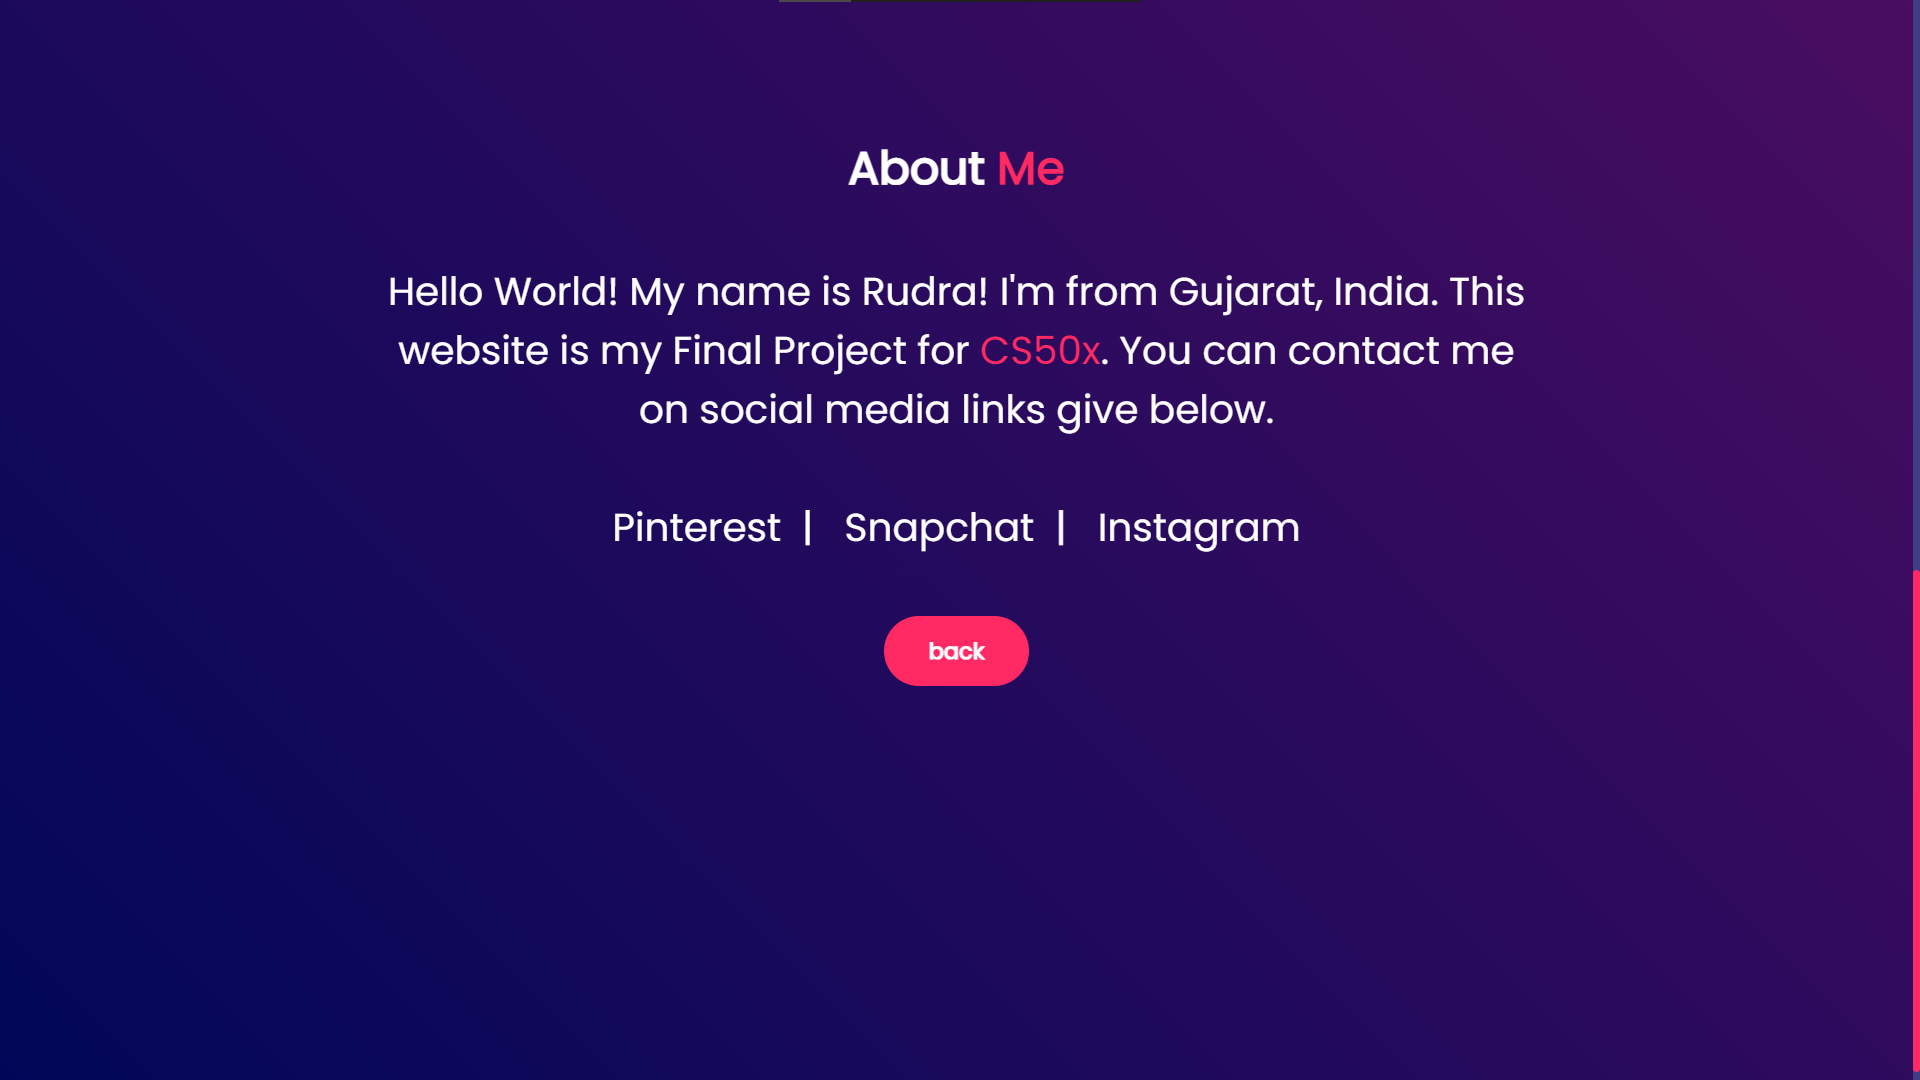 About Me
Hello World! My name is Rudra! I'm from Gujarat, India. This
website is my Final Project for CS50x. You can contact me
on social media links give below.
Pinterest | Snapchat | Instagram
back